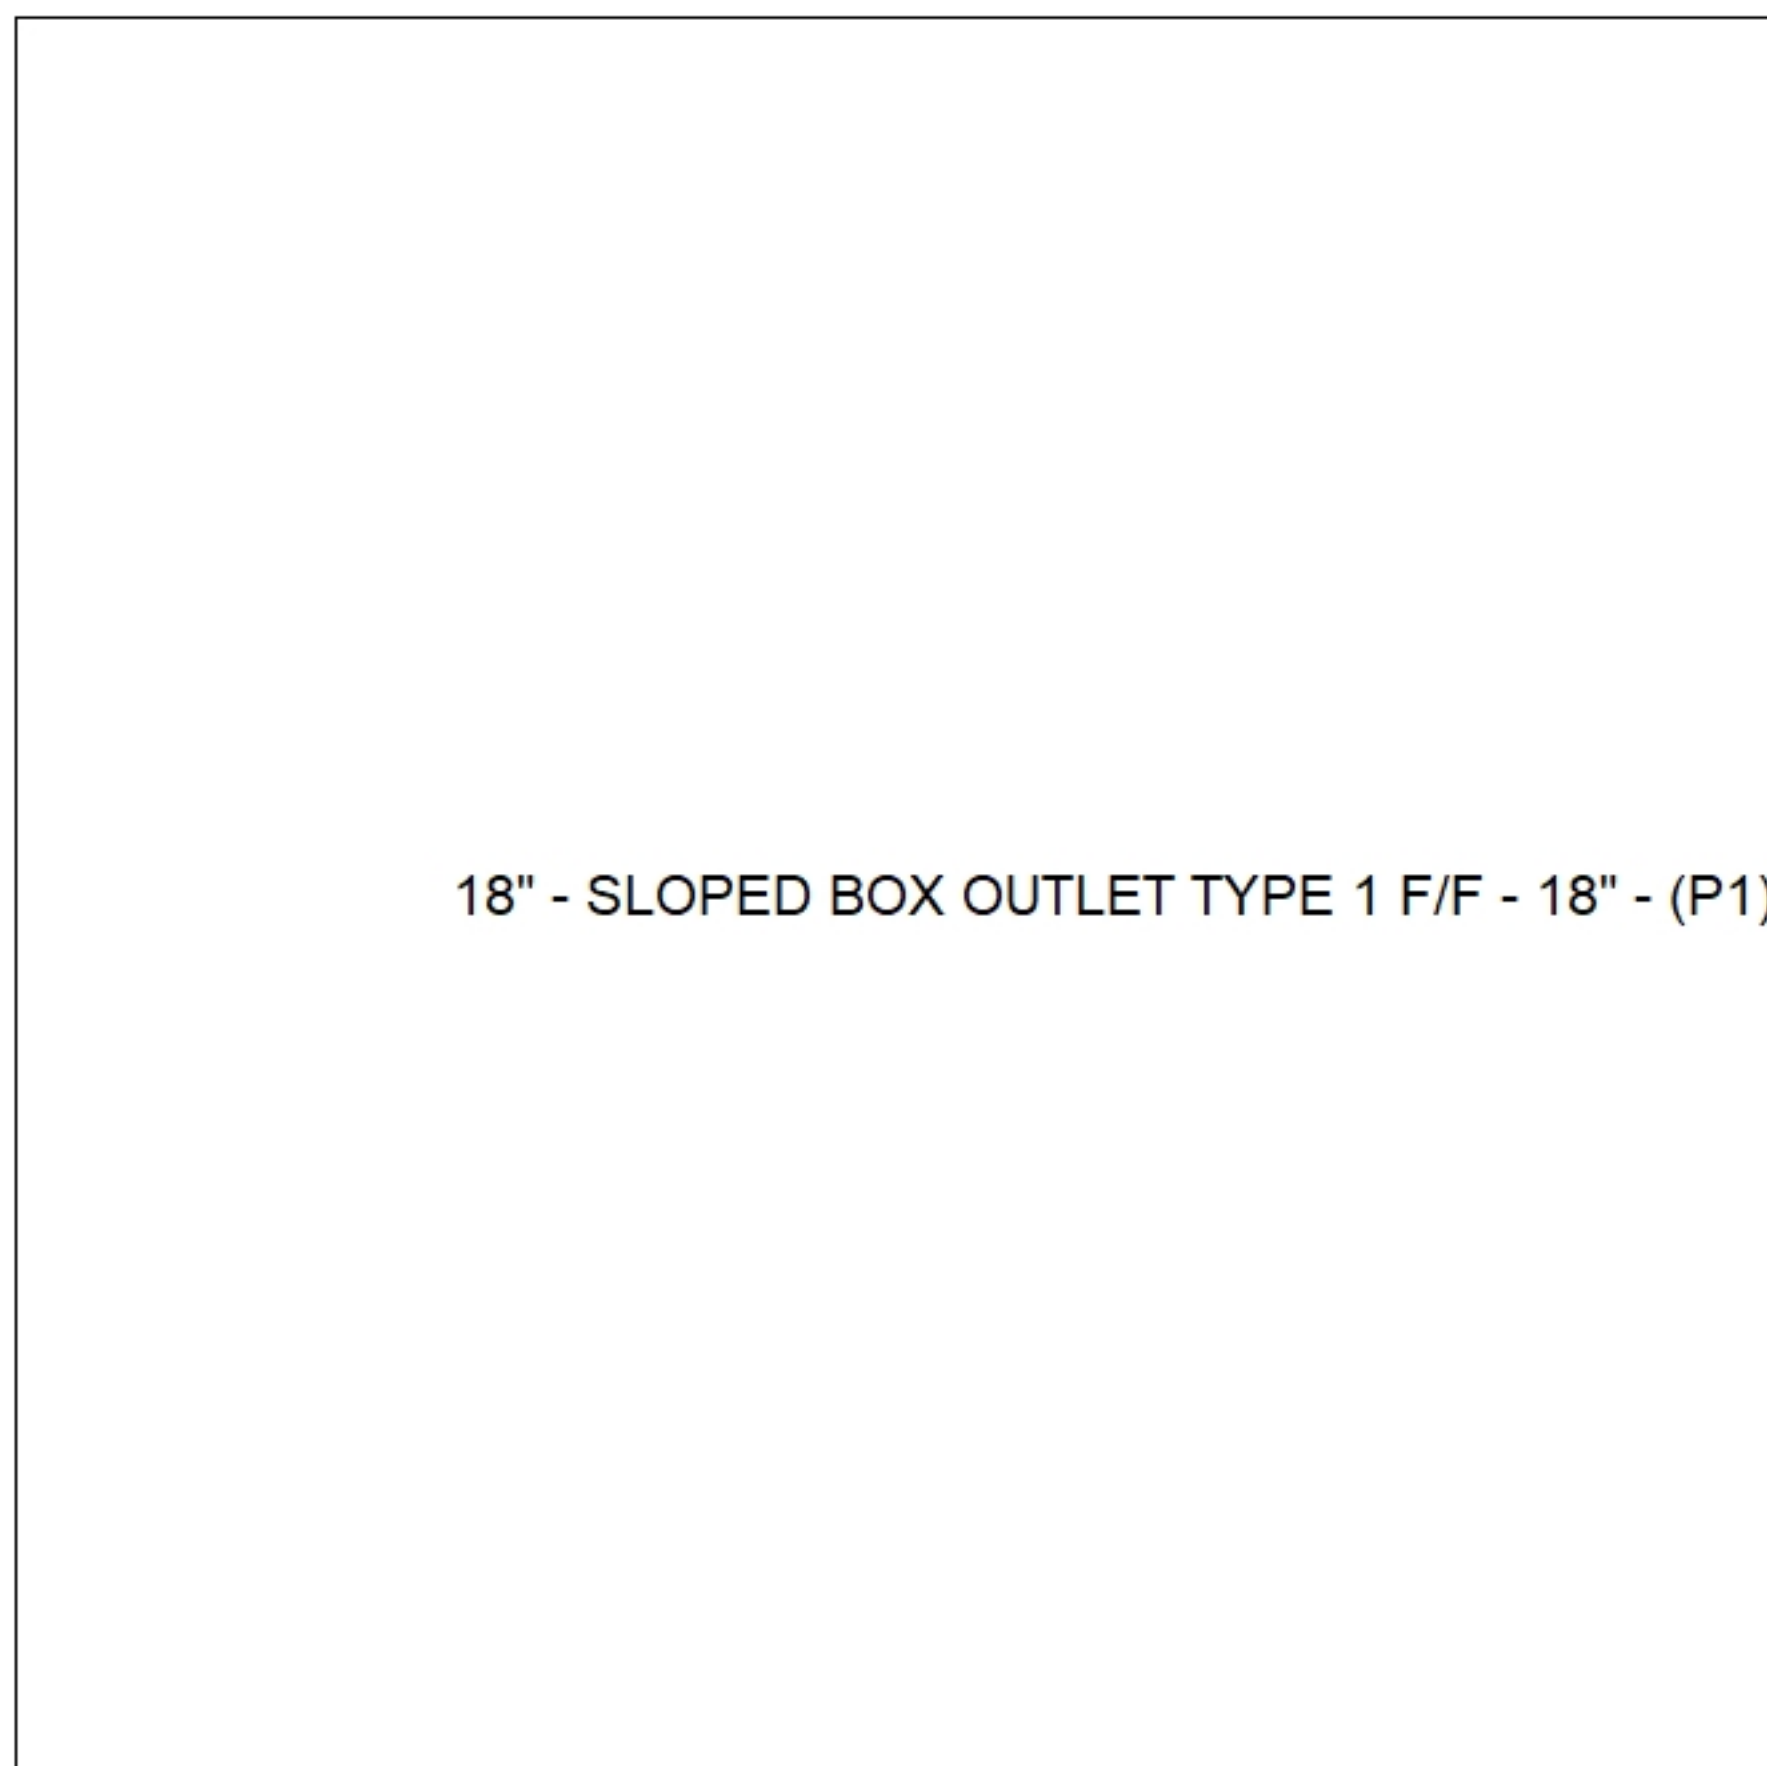 18" - SLOPED BOX OUTLET TYPE 1 F/F - 18" - (P1)